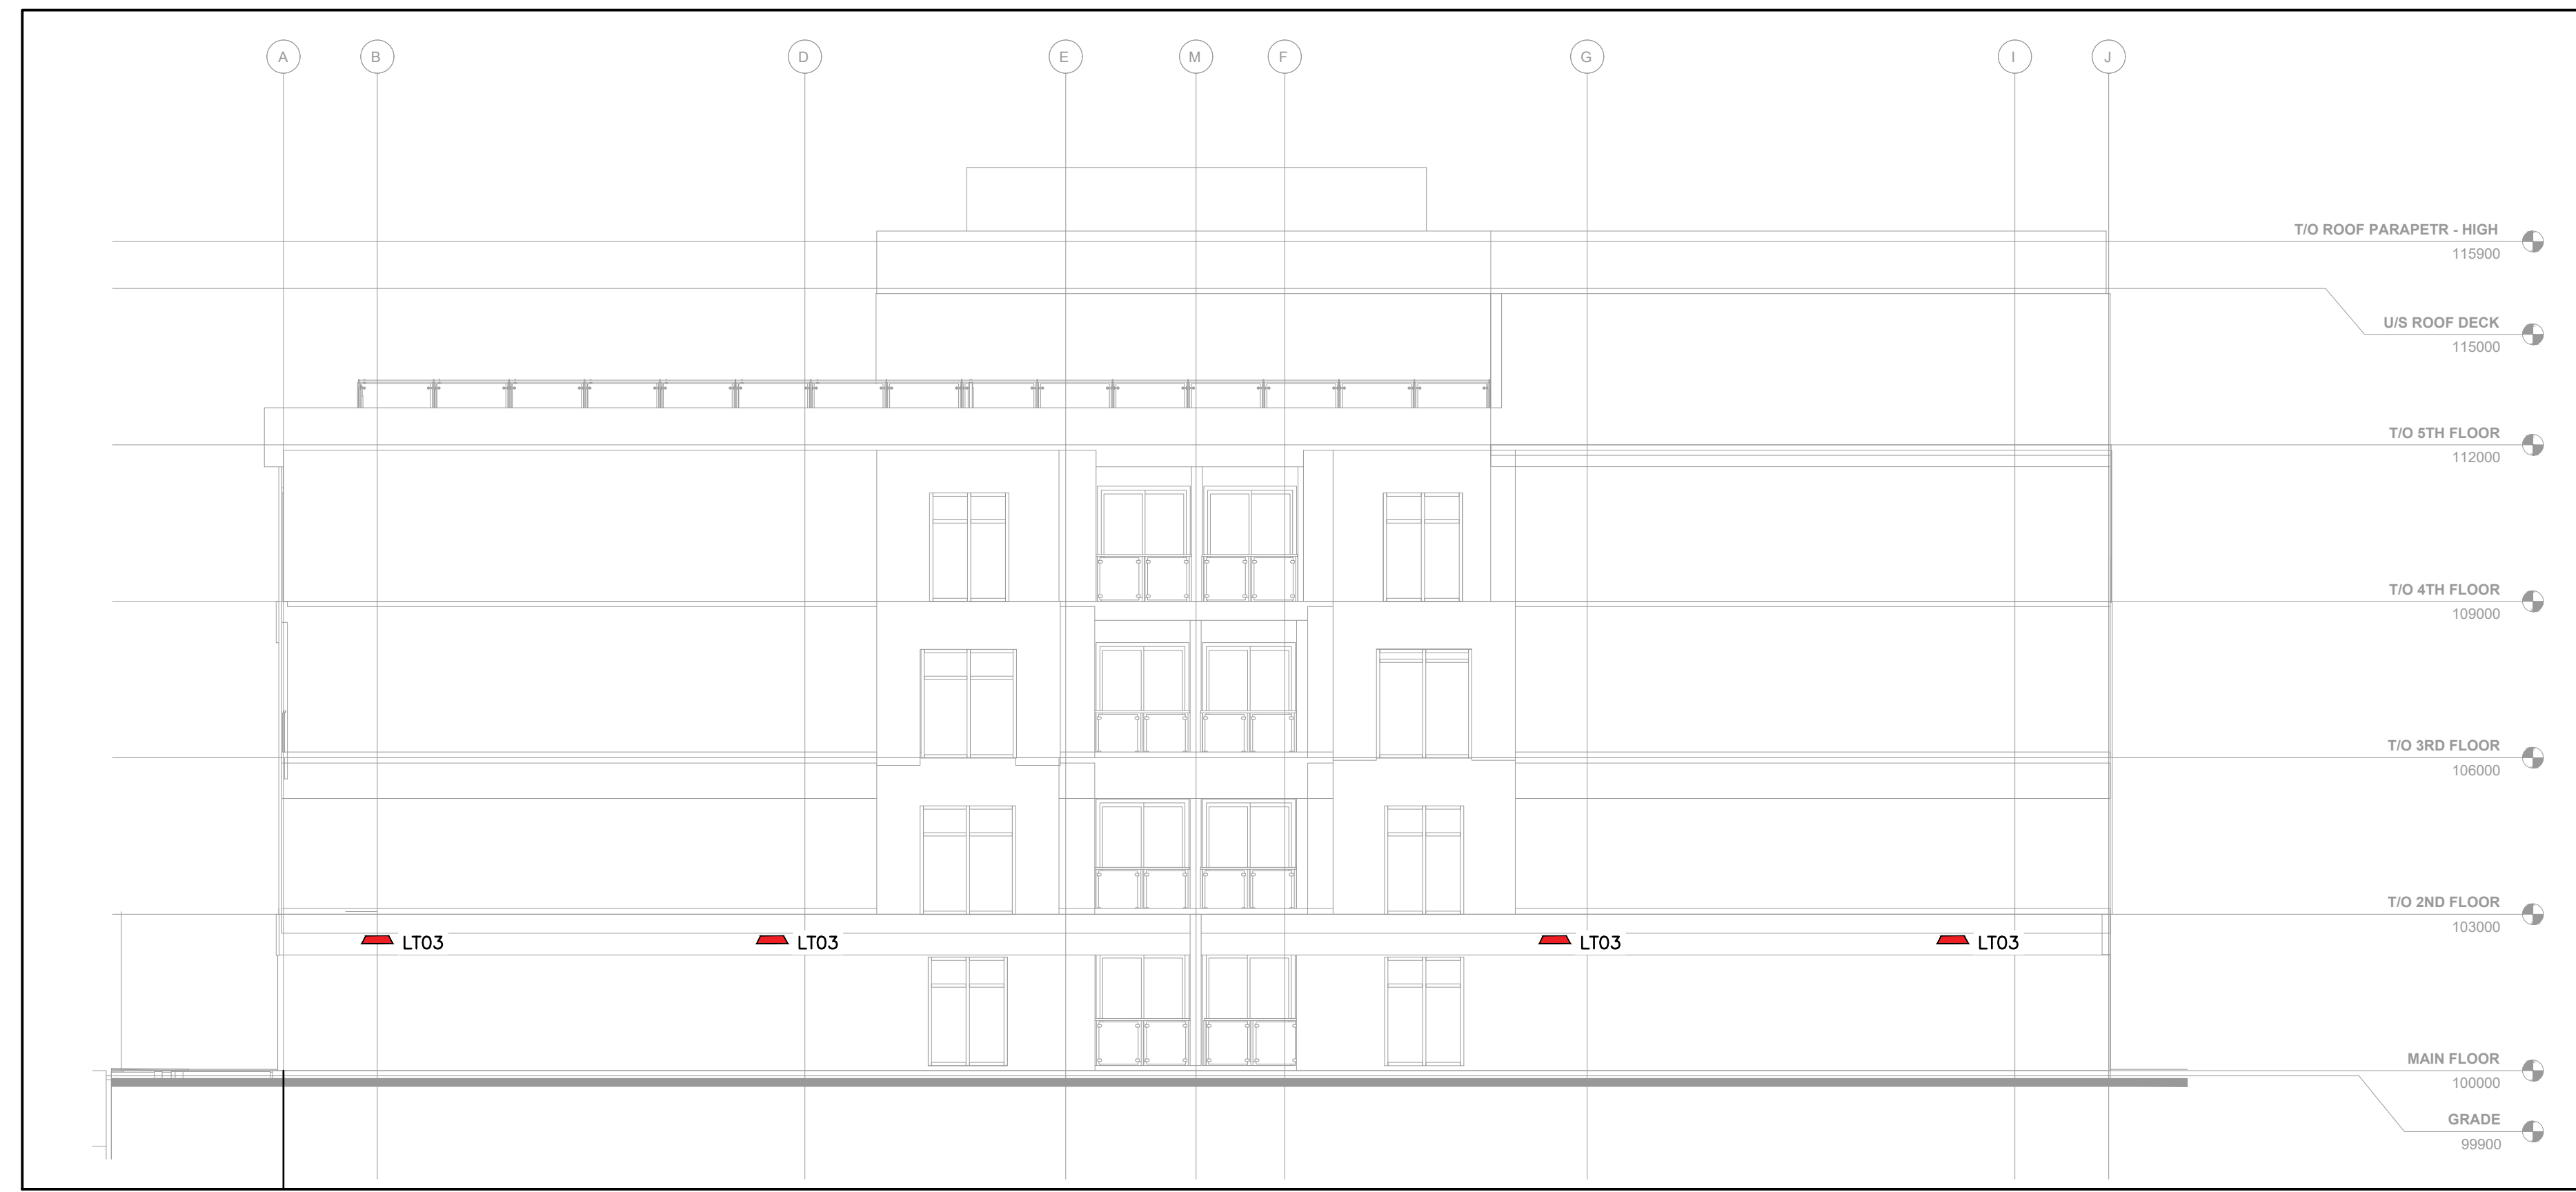 A B D E M F G I J
T/O ROOF PARAPETR - HIGH
115900
U/S ROOF DECK
115000
T/O 5TH FLOOR
112000
T/O 4TH FLOOR
109000
T/O 3RD FLOOR
106000
T/O 2ND FLOOR
103000
LT03 LT03 LT03 LT03
MAIN FLOOR
100000
GRADE
99900